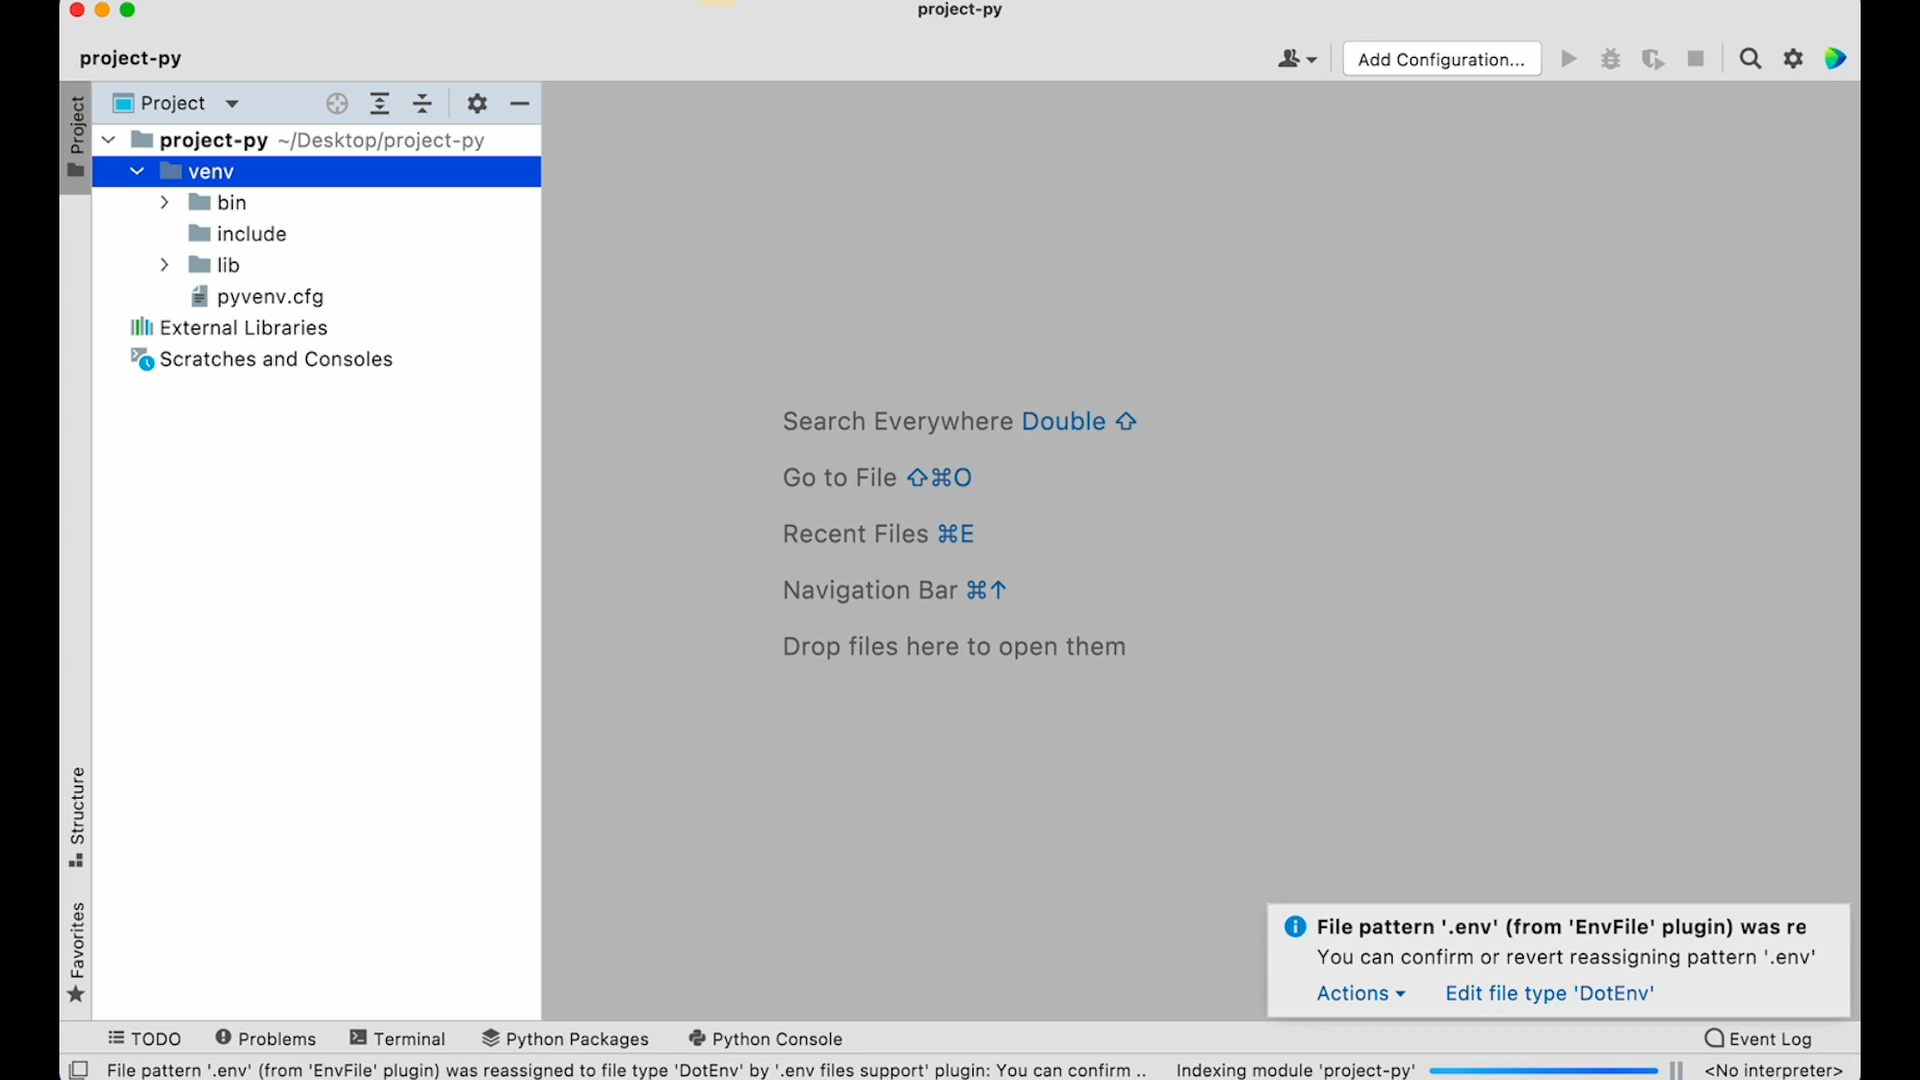 project-py
project-py
Add Configuration...
Project
Project
project-py ~/Desktop/project-py
venv
bin
include
lib
pyvenv.cfg
External Libraries
Scratches and Consoles
Search Everywhere Double ⇧
Go to File ⇧⌘O
Recent Files ⌘E
Navigation Bar ⌘↑
Drop files here to open them
Structure
Favorites
File pattern '.env' (from 'EnvFile' plugin) was re
You can confirm or revert reassigning pattern '.env'
Actions
Edit file type 'DotEnv'
TODO
Problems
Terminal
Python Packages
Python Console
Event Log
File pattern '.env' (from 'EnvFile' plugin) was reassigned to file type 'DotEnv' by '.env files support' plugin: You can confirm ..
Indexing module 'project-py'
<No interpreter>